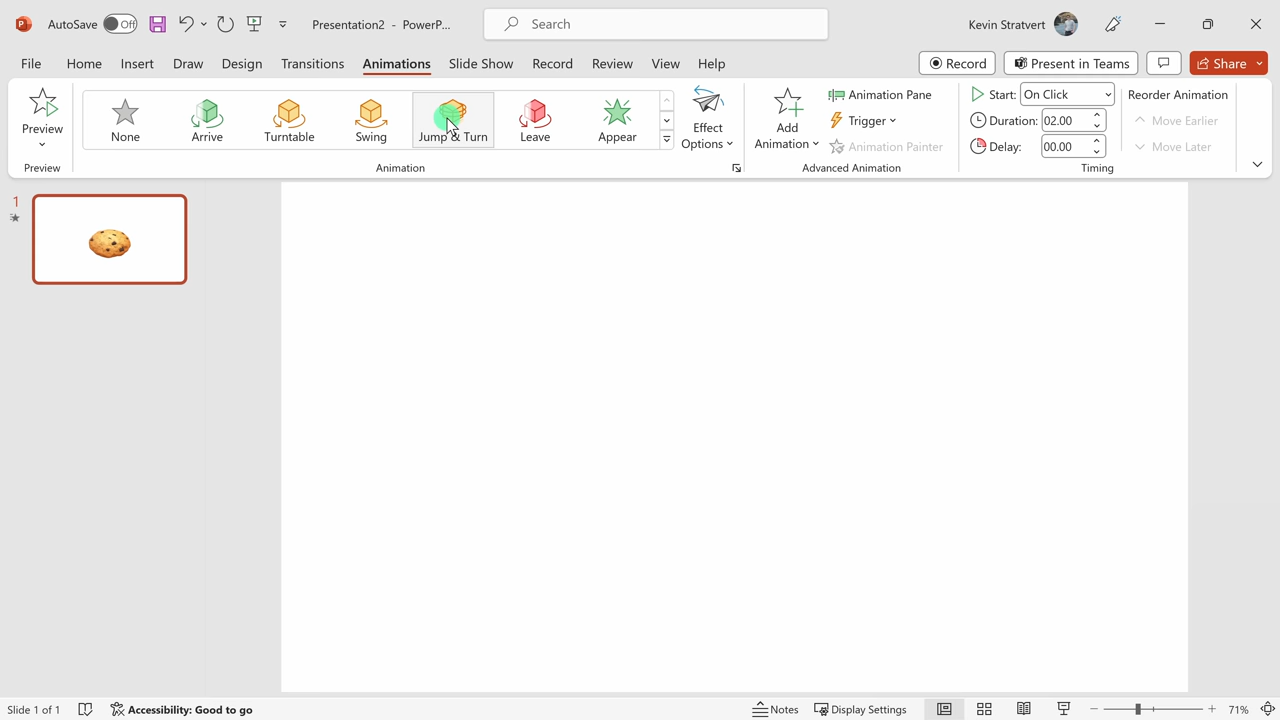 AutoSave Off Presentation2 - PowerP... Search Kevin Stratvert
File Home Insert Draw Design Transitions Animations Slide Show Record Review View Help Record Present in Teams Share
Preview None Arrive Turntable Swing Jump & Turn Leave Appear Effect Options Add Animation Animation Pane Trigger Animation Painter Start: On Click Duration: 02.00 Delay: 00.00 Reorder Animation Move Earlier Move Later
Preview Animation Advanced Animation Timing
1
Slide 1 of 1 Accessibility: Good to go Notes Display Settings 71%